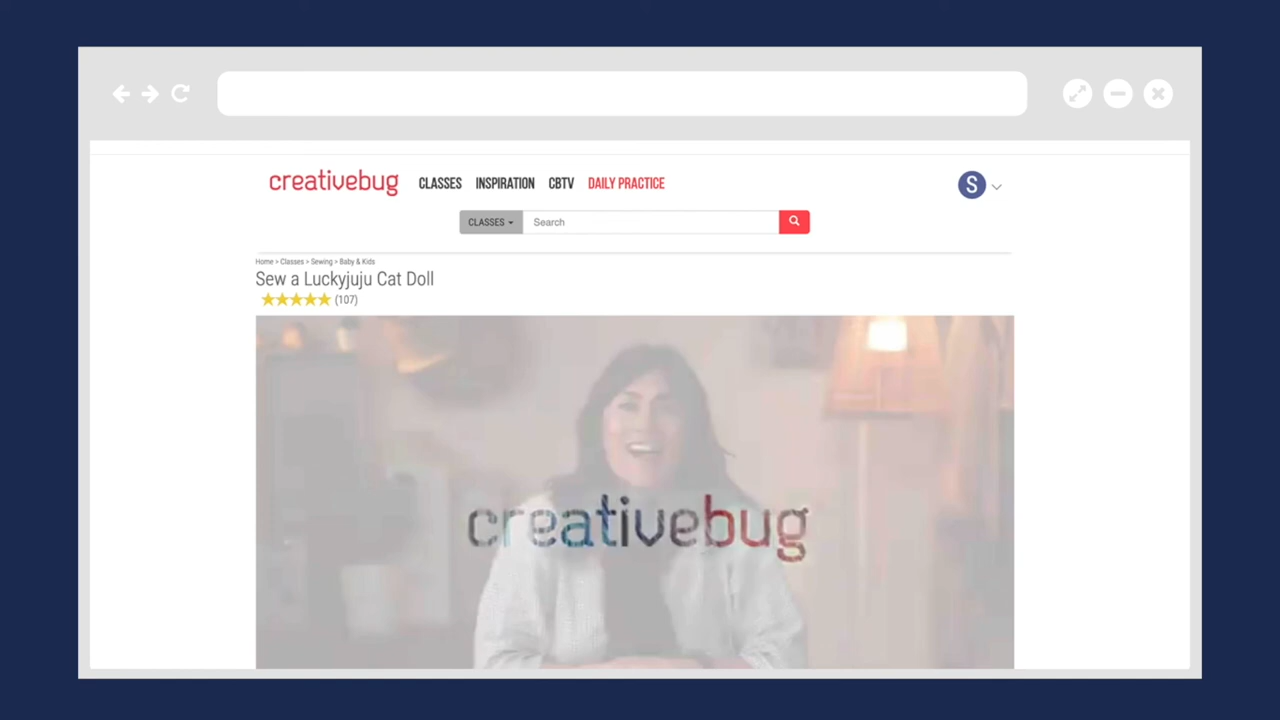 creativebug CLASSES INSPIRATION CBTV DAILY PRACTICE S
CLASSES Search
Home > Classes > Sewing > Baby & Kids
Sew a Luckyjuju Cat Doll
(107)
creativebug